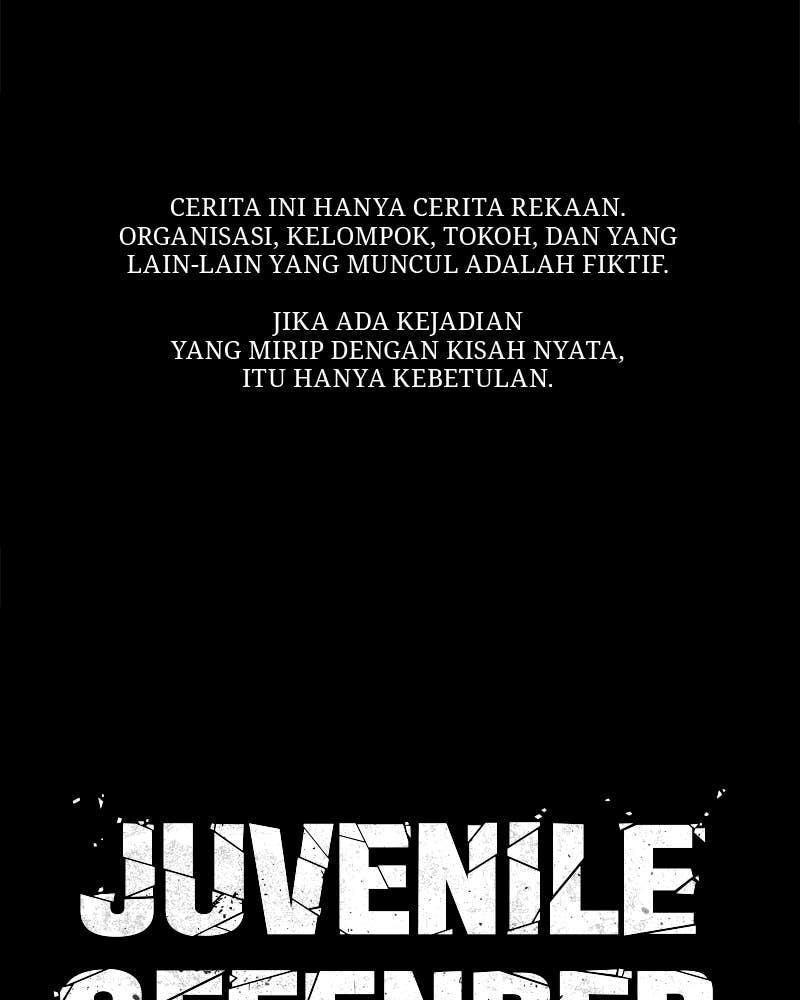 CERITA INI HANYA CERITA REKAAN.
ORGANISASI, KELOMPOK, TOKOH, DAN YANG
LAIN-LAIN YANG MUNCUL ADALAH FIKTIF.
JIKA ADA KEJADIAN
YANG MIRIP DENGAN KISAH NYATA,
ITU HANYA KEBETULAN.
JUVENILE
OFFENDER